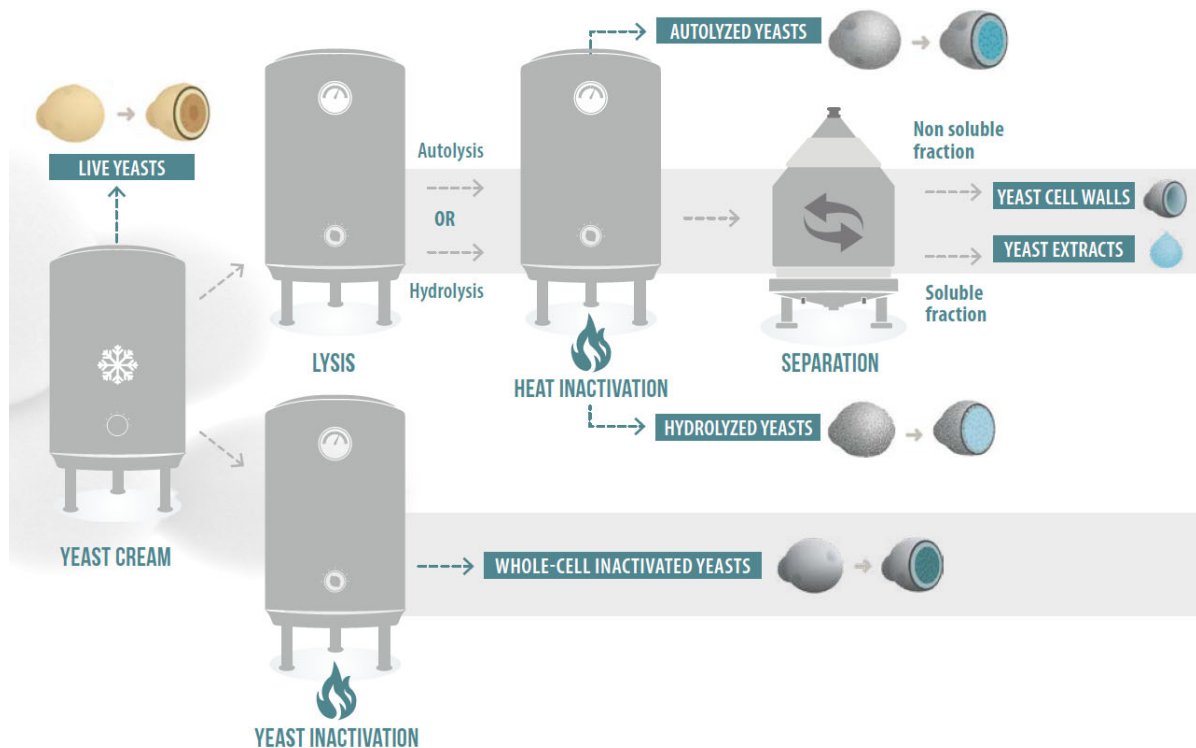 AUTOLYZED YEASTS
LIVE YEASTS
Autolysis
OR
Hydrolysis
Non soluble
fraction
YEAST CELL WALLS
YEAST EXTRACTS
Soluble
fraction
LYSIS
HEAT INACTIVATION
SEPARATION
HYDROLYZED YEASTS
YEAST CREAM
WHOLE-CELL INACTIVATED YEASTS
YEAST INACTIVATION